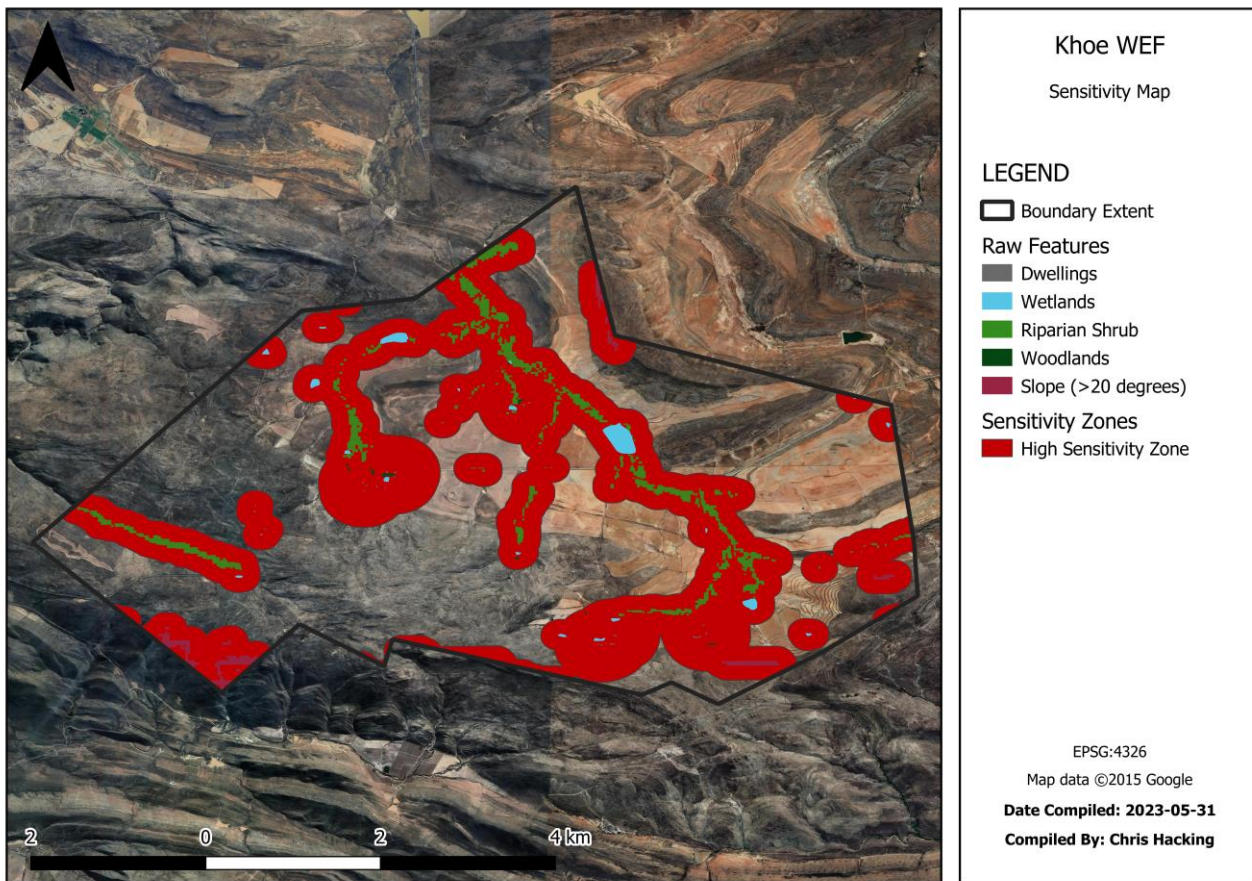 Khoe WEF
Sensitivity Map
LEGEND
Boundary Extent
Raw Features
Dwellings
Wetlands
Riparian Shrub
Woodlands
Slope (>20 degrees)
Sensitivity Zones
High Sensitivity Zone
EPSG:4326
Map data ©2015 Google
Date Compiled: 2023-05-31
Compiled By: Chris Hacking
2 0 2 4 km